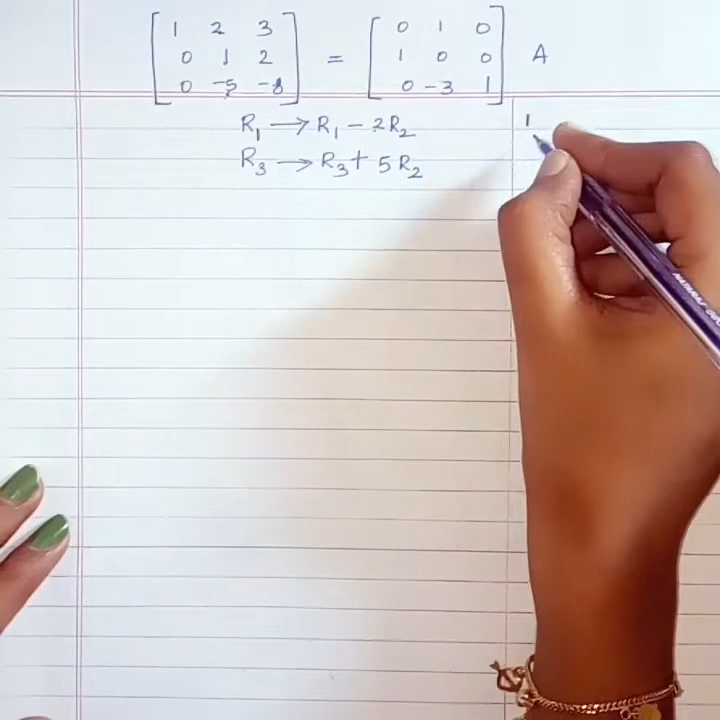 [1 2 3] = [0 1 0]
[0 1 2] = [1 0 0] A
[0 -5 -8] = [0 -3 1]
R₁ → R₁ - 2R₂
R₃ → R₃ + 5R₂
1
NATARAJ